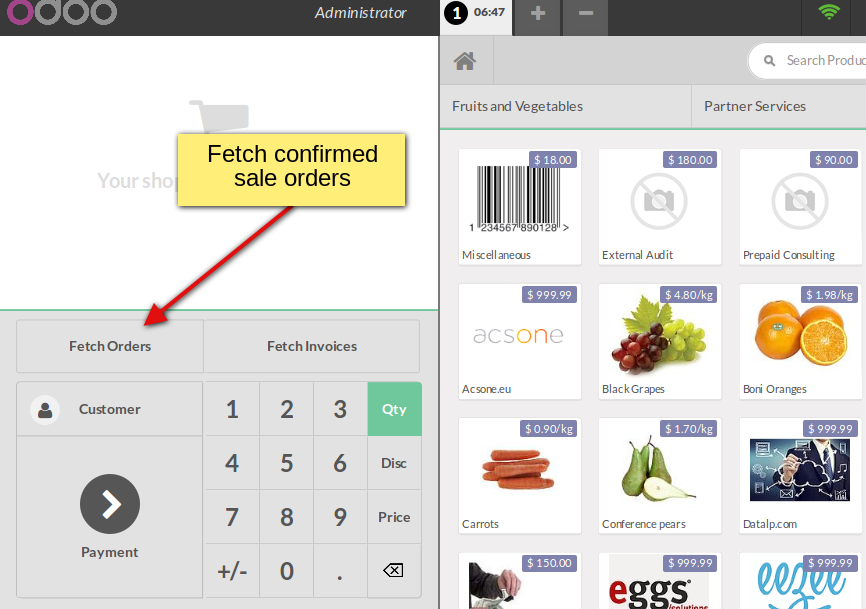 odoo
Administrator
1 06:47
+
−
Search Produc
Fruits and Vegetables
Partner Services
Your shop
Fetch confirmed
sale orders
Fetch Orders
Fetch Invoices
Customer
Payment
1 2 3 Qty
4 5 6 Disc
7 8 9 Price
+/- 0 .
$ 18.00
1 234567 890128 >
Miscellaneous
$ 180.00
External Audit
$ 90.00
Prepaid Consulting
$ 999.99
acsone
Acsone.eu
$ 4.80/kg
Black Grapes
$ 1.98/kg
Boni Oranges
$ 0.90/kg
Carrots
$ 1.70/kg
Conference pears
$ 999.99
Datalp.com
$ 150.00
$ 999.99
eggs
solutions
$ 999.99
eezee